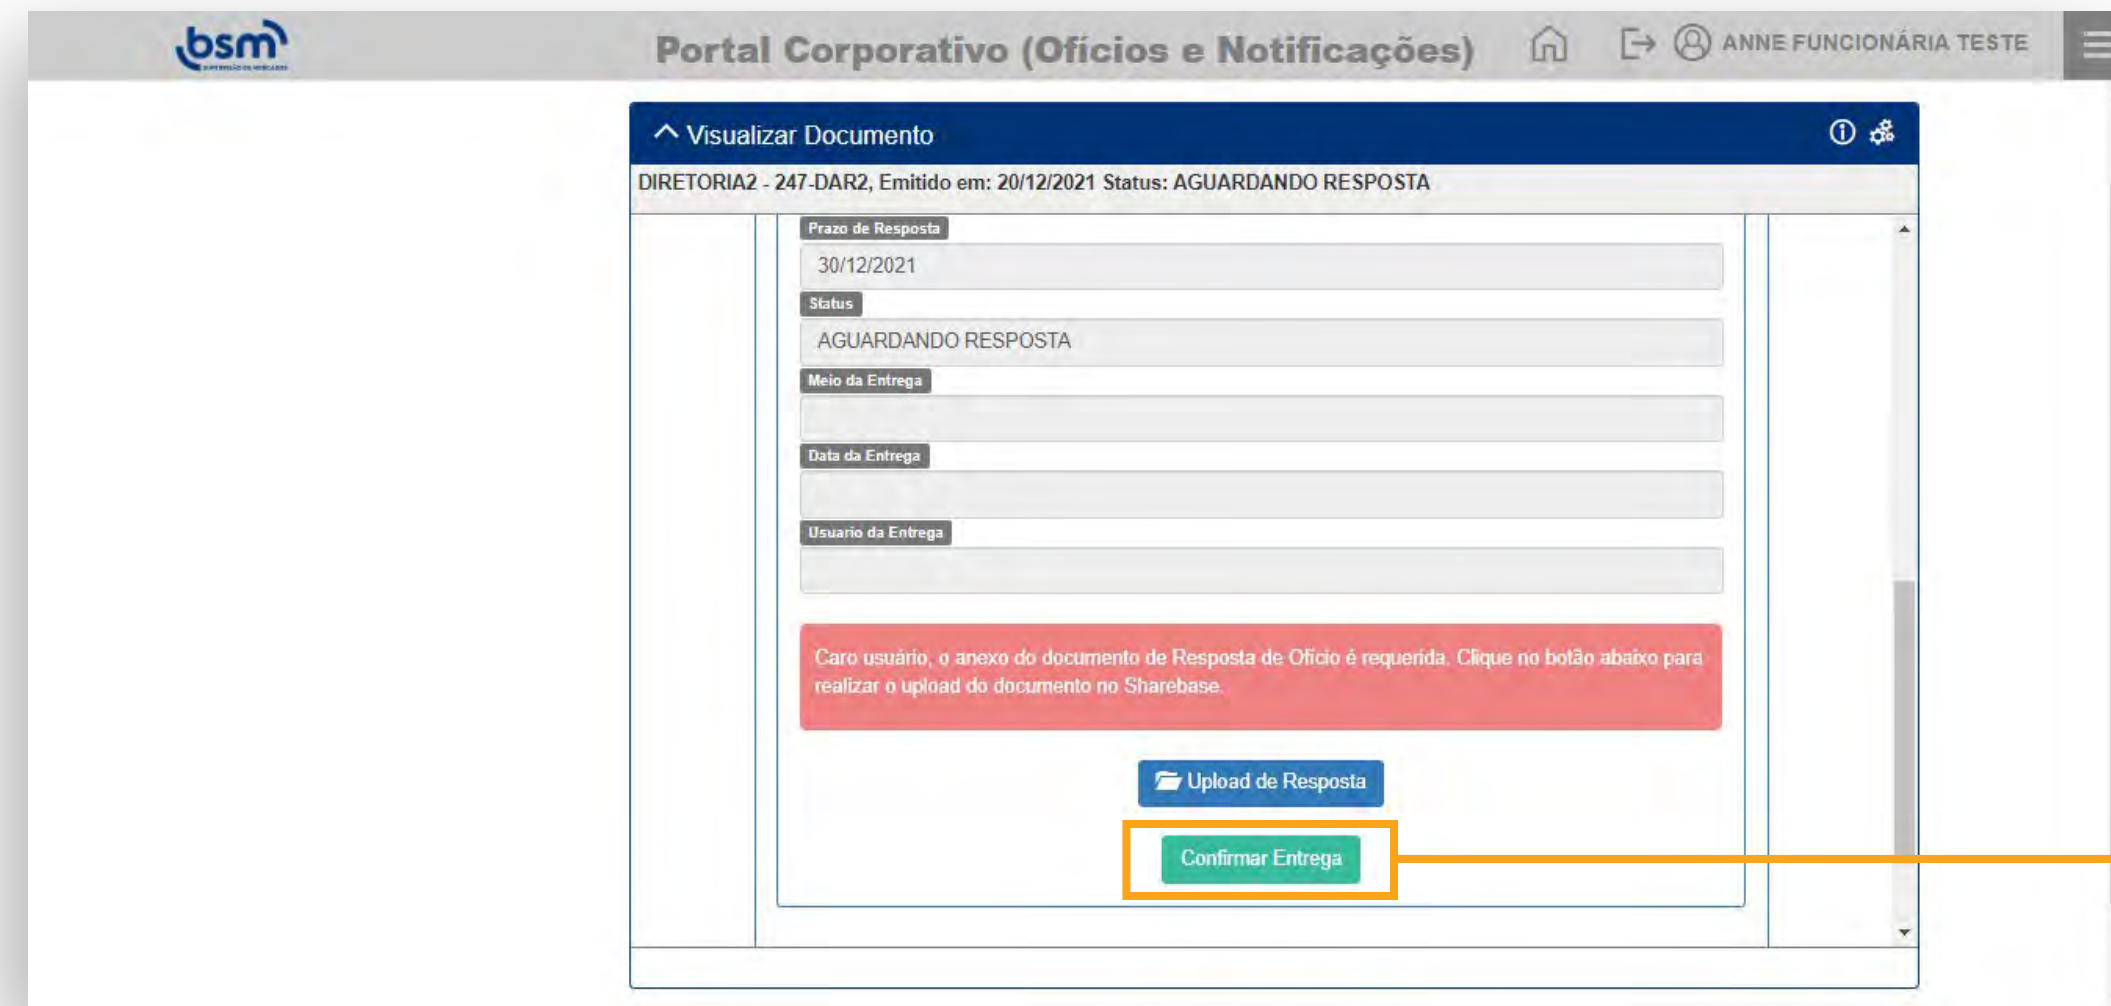 bsm
SUPERVISÃO DE MERCADOS
Portal Corporativo (Ofícios e Notificações)
ANNE FUNCIONÁRIA TESTE
Visualizar Documento
DIRETORIA2 - 247-DAR2, Emitido em: 20/12/2021 Status: AGUARDANDO RESPOSTA
Prazo de Resposta
30/12/2021
Status
AGUARDANDO RESPOSTA
Meio da Entrega
Data da Entrega
Usuario da Entrega
Caro usuário, o anexo do documento de Resposta de Ofício é requerida. Clique no botão abaixo para
realizar o upload do documento no Sharebase.
Upload de Resposta
Confirmar Entrega